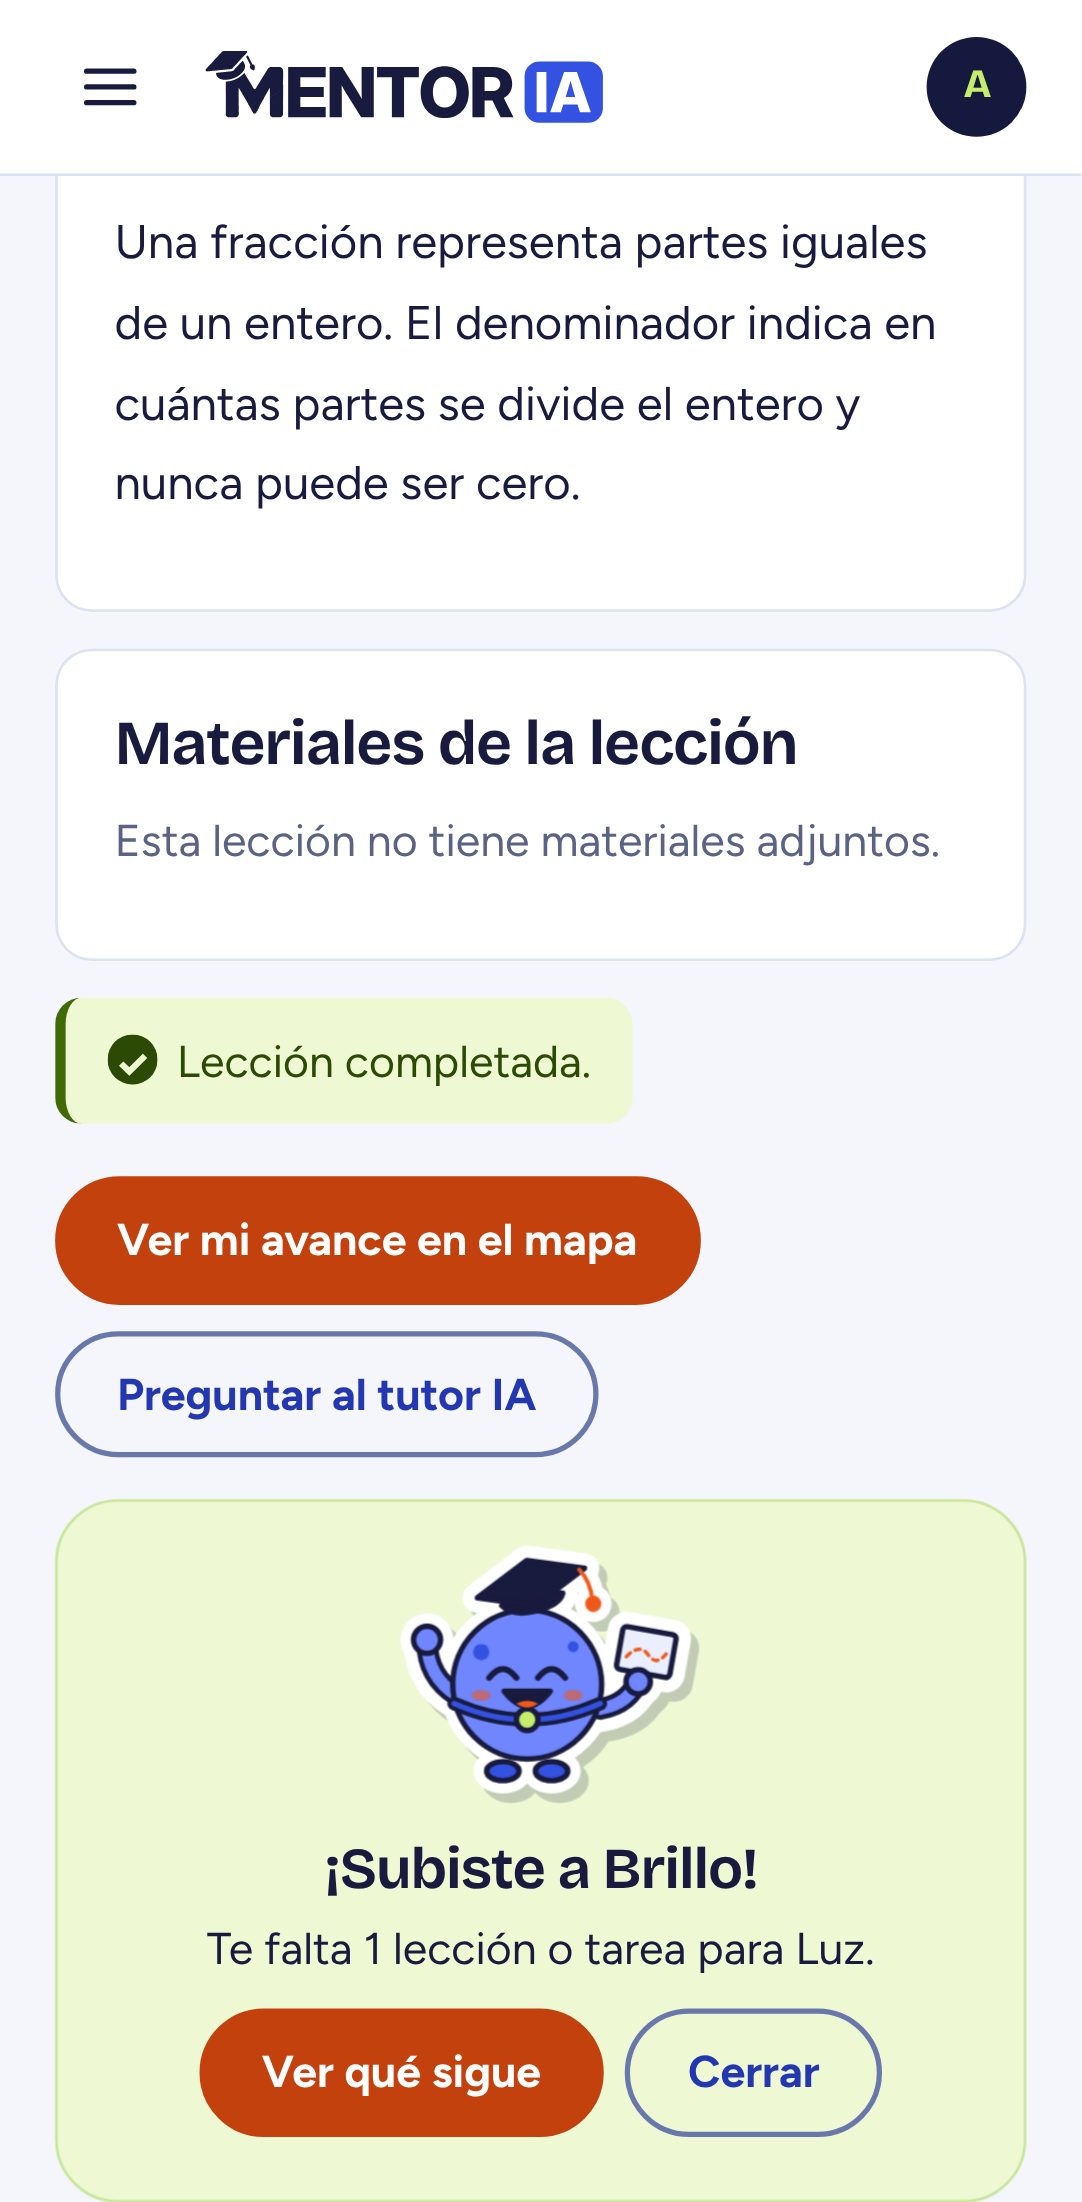 MENTOR IA
A
Una fracción representa partes iguales
de un entero. El denominador indica en
cuántas partes se divide el entero y
nunca puede ser cero.
Materiales de la lección
Esta lección no tiene materiales adjuntos.
Lección completada.
Ver mi avance en el mapa
Preguntar al tutor IA
¡Subiste a Brillo!
Te falta 1 lección o tarea para Luz.
Ver qué sigue
Cerrar